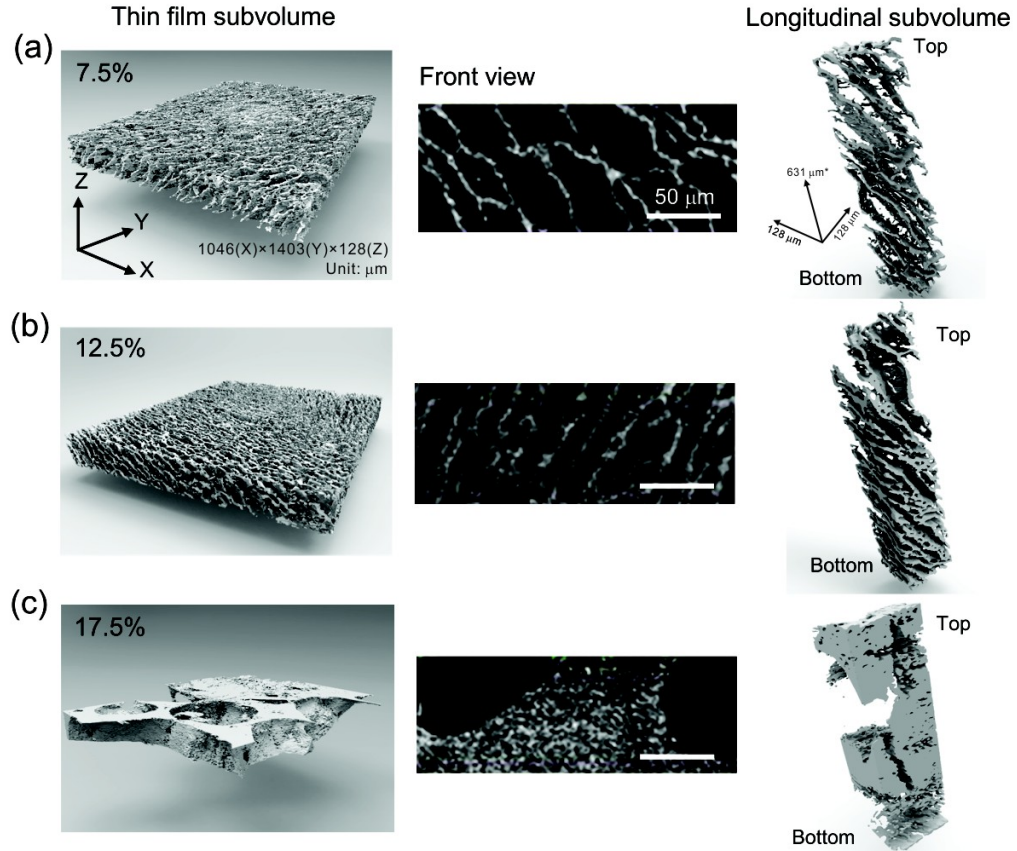 Thin film subvolume
Longitudinal subvolume
(a)
7.5%
Front view
Top
Z
Y
X
1046(X)×1403(Y)×128(Z)
Unit: μm
50 μm
631 μm*
128 μm
128 μm
Bottom
(b)
12.5%
Top
Bottom
(c)
17.5%
Top
Bottom